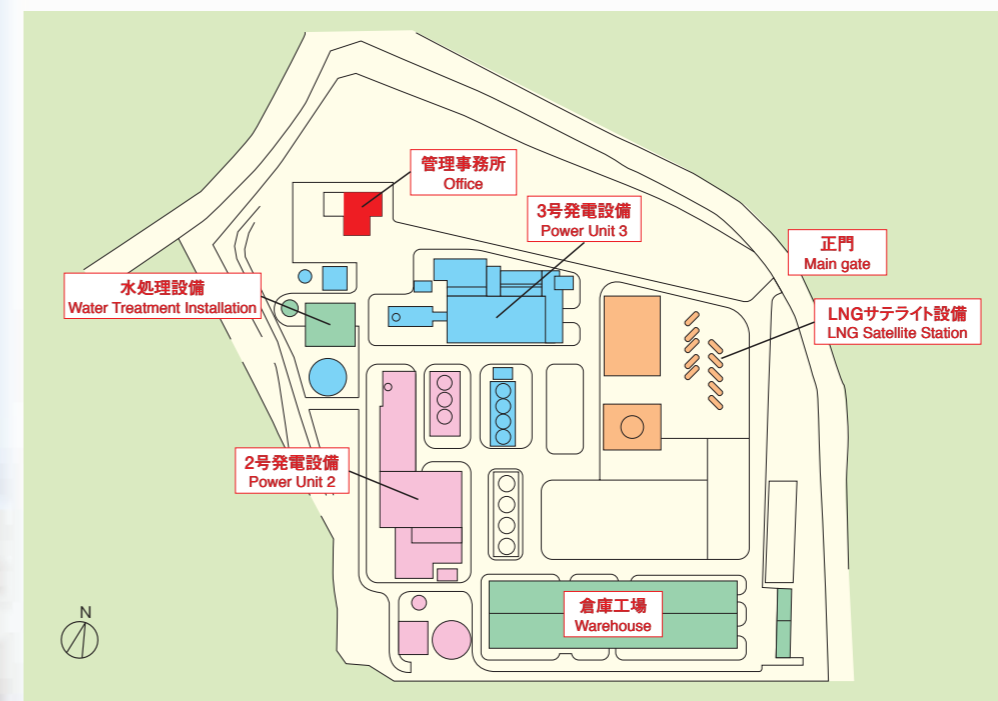 管理事務所
Office
3号発電設備
Power Unit 3
正門
Main gate
水処理設備
Water Treatment Installation
LNGサテライト設備
LNG Satellite Station
2号発電設備
Power Unit 2
倉庫工場
Warehouse
N